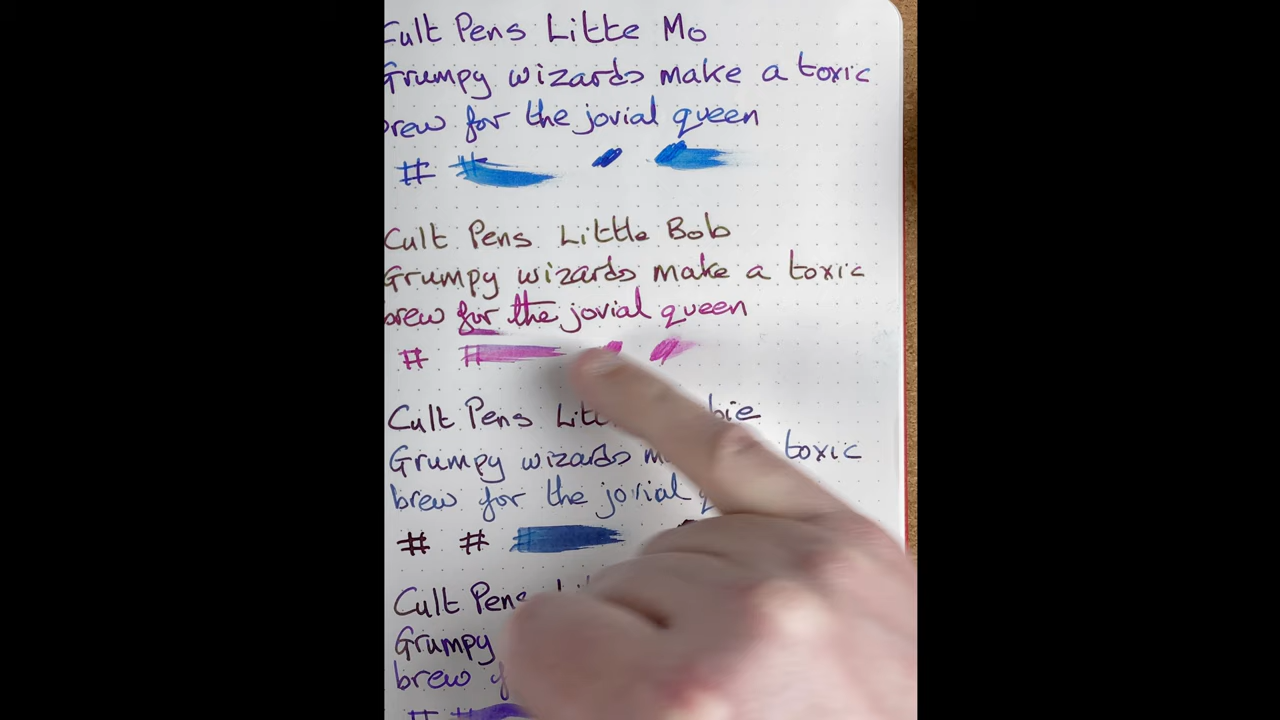 Cult Pens Litte Mo
Grumpy wizards make a toxic
brew for the jovial queen
# #
Cult Pens Little Bob
Grumpy wizards make a toxic
brew for the jovial queen
# #
Cult Pens
Grumpy wizards toxic
brew for the jovial
# #
Cult Pens
Grumpy
brew
# #